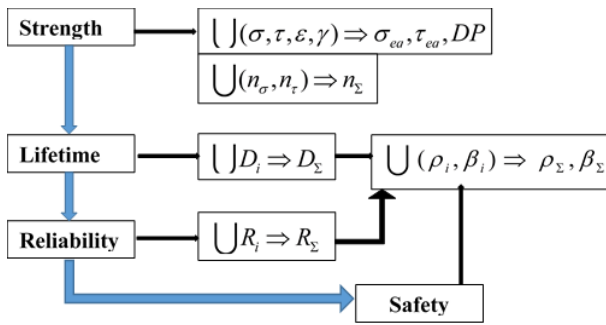 Strength
⋃(σ, τ, ε, γ) ⇒ σ_ea, τ_ea, DP
⋃(n_σ, n_τ) ⇒ n_Σ
Lifetime
⋃D_i ⇒ D_Σ
⋃ (ρ_i, β_i) ⇒ ρ_Σ, β_Σ
Reliability
⋃R_i ⇒ R_Σ
Safety